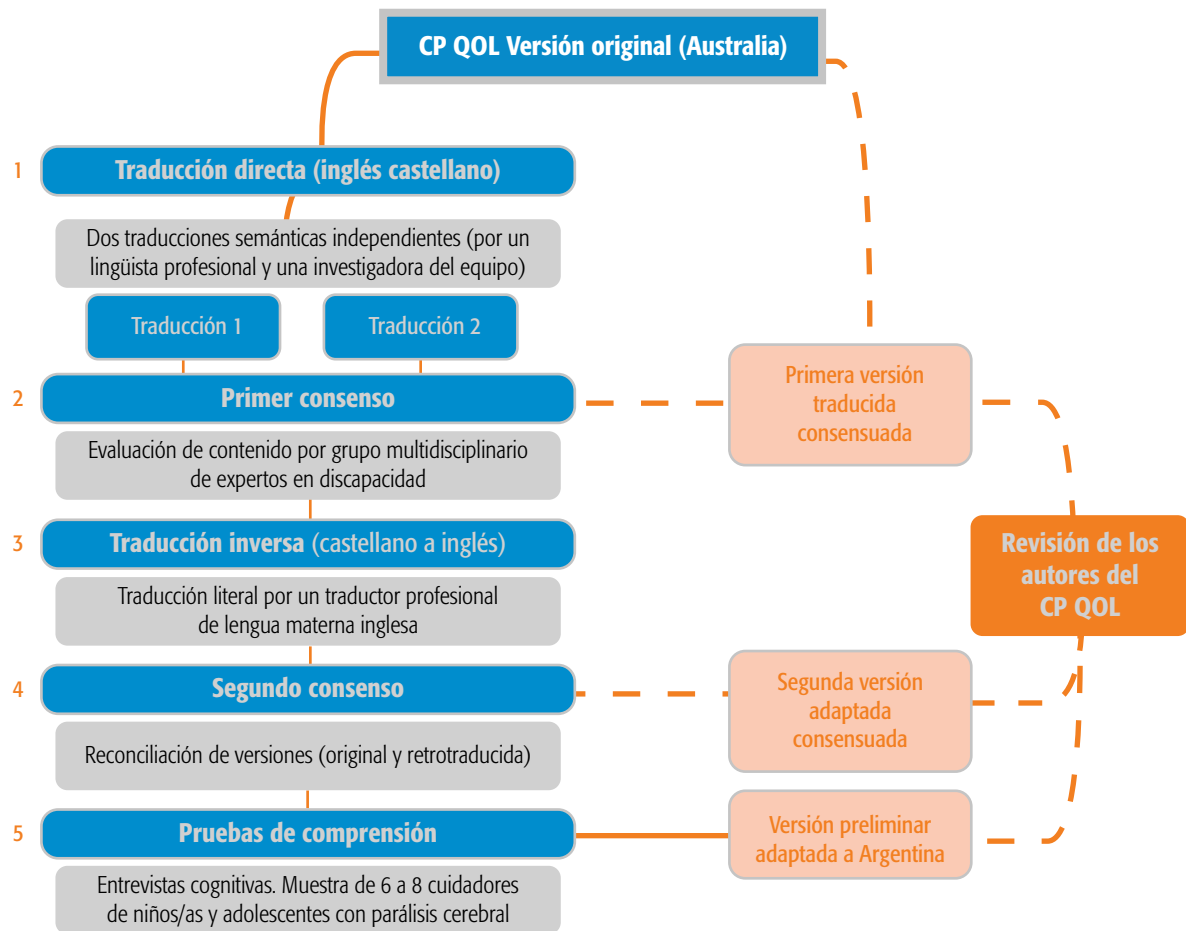 CP QOL Versión original (Australia)
1
Traducción directa (inglés castellano)
Dos traducciones semánticas independientes (por un
lingüista profesional y una investigadora del equipo)
Traducción 1
Traducción 2
2
Primer consenso
Primera versión
traducida
consensuada
Evaluación de contenido por grupo multidisciplinario
de expertos en discapacidad
3
Traducción inversa (castellano a inglés)
Revisión de los
autores del
CP QOL
Traducción literal por un traductor profesional
de lengua materna inglesa
4
Segundo consenso
Segunda versión
adaptada
consensuada
Reconciliación de versiones (original y retrotraducida)
5
Pruebas de comprensión
Versión preliminar
adaptada a Argentina
Entrevistas cognitivas. Muestra de 6 a 8 cuidadores
de niños/as y adolescentes con parálisis cerebral